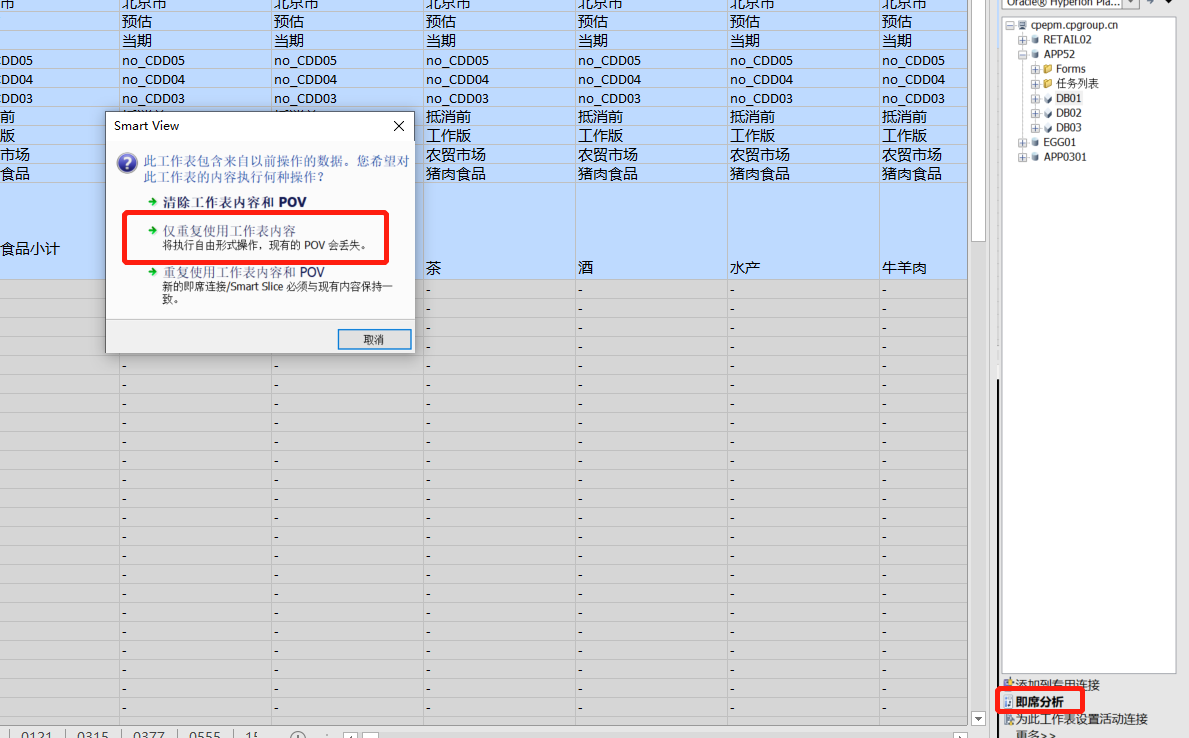 市 北京市 北京市 北京市 北京市 北京市 北京市
预估 预估 预估 预估 预估 预估
当期 当期 当期 当期 当期 当期
CDD05 no_CDD05 no_CDD05 no_CDD05 no_CDD05 no_CDD05 no_CDD05
CDD04 no_CDD04 no_CDD04 no_CDD04 no_CDD04 no_CDD04 no_CDD04
CDD03 no_CDD03 no_CDD03 no_CDD03 no_CDD03 no_CDD03 no_CDD03
前 抵消前 抵消前 抵消前 抵消前
版 工作版 工作版 工作版 工作版
市场 农贸市场 农贸市场 农贸市场 农贸市场
食品 猪肉食品 猪肉食品 猪肉食品 猪肉食品
食品小计 茶 酒 水产 牛羊肉
Smart View
此工作表包含来自以前操作的数据。您希望对
此工作表的内容执行何种操作？
清除工作表内容和 POV
仅重复使用工作表内容
将执行自由形式操作，现有的 POV 会丢失。
重复使用工作表内容和 POV
新的即席连接/Smart Slice 必须与现有内容保持一
致。
取消
0121 0315 0377 0555 15
Oracle® Hyperion Pla...
cpepm.cpgroup.cn
RETAIL02
APP52
Forms
任务列表
DB01
DB02
DB03
EGG01
APP0301
添加到专用连接
即席分析
为此工作表设置活动连接
更多>>